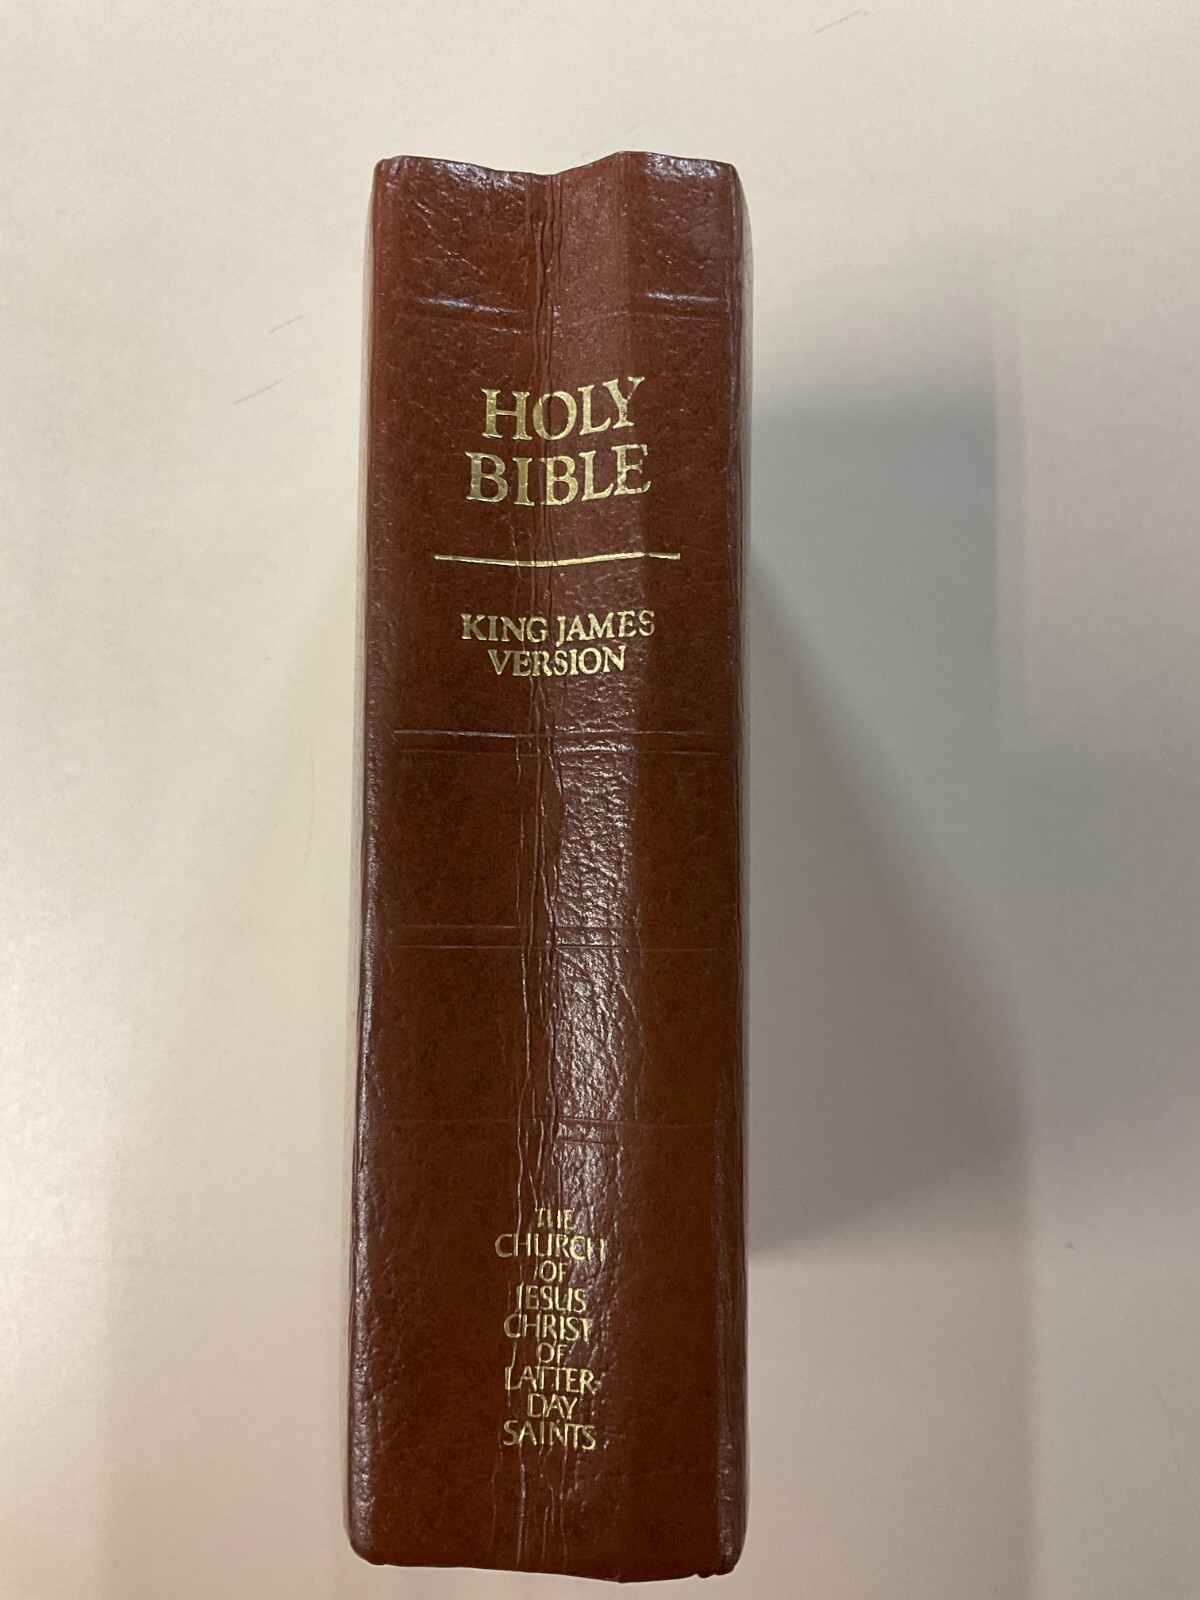 HOLY
BIBLE
KING JAMES
VERSION
THE
CHURCH
OF
JESUS
CHRIST
OF
LATTER-
DAY
SAINTS